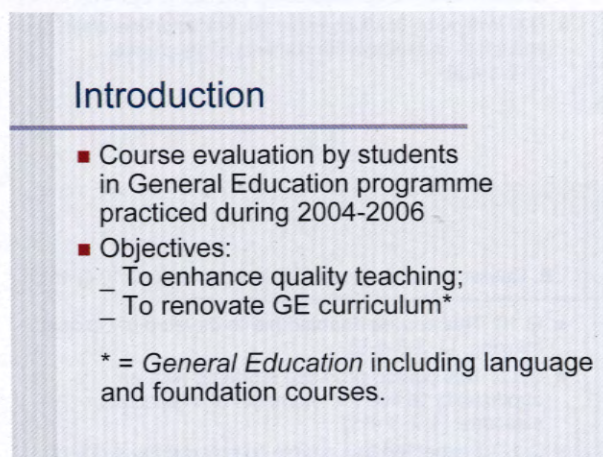 Introduction
■ Course evaluation by students
in General Education programme
practiced during 2004-2006
■ Objectives:
_ To enhance quality teaching;
_ To renovate GE curriculum*
* = General Education including language
and foundation courses.